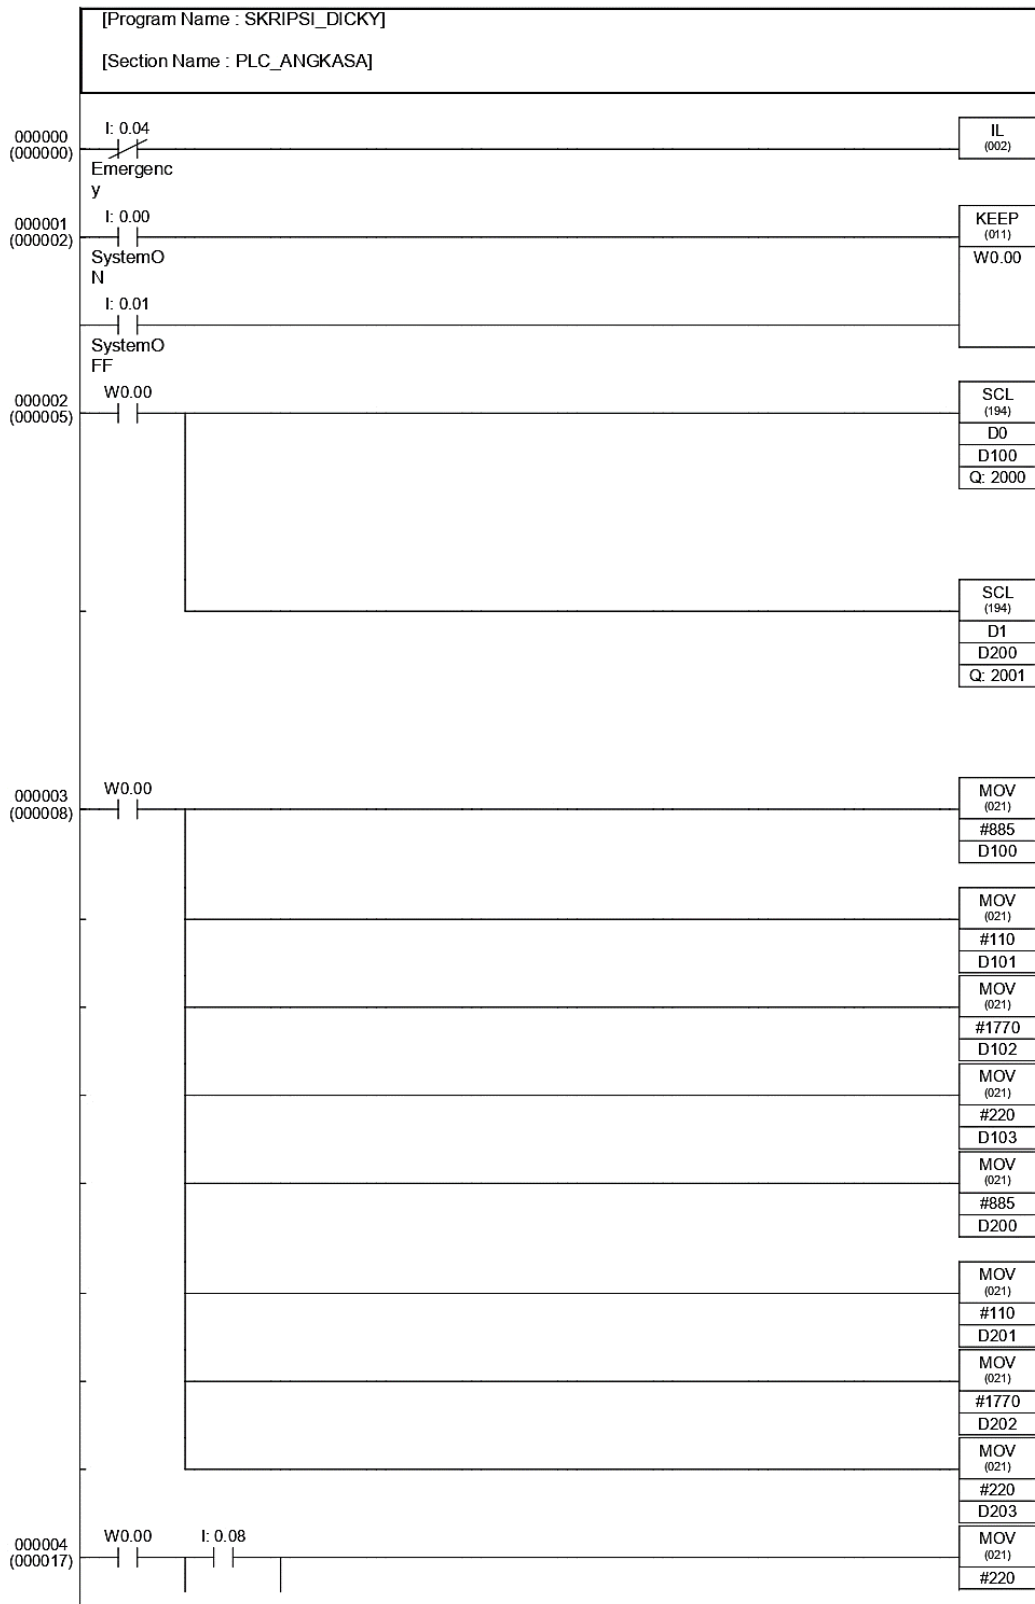 [Program Name : SKRIPSI_DICKY]
[Section Name : PLC_ANGKASA]
000000
(000000)
I: 0.04
Emergenc
y
IL
(002)
000001
(000002)
I: 0.00
SystemO
N
KEEP
(011)
W0.00
I: 0.01
SystemO
FF
000002
(000005)
W0.00
SCL
(194)
D0
D100
Q: 2000
SCL
(194)
D1
D200
Q: 2001
000003
(000008)
W0.00
MOV
(021)
#885
D100
MOV
(021)
#110
D101
MOV
(021)
#1770
D102
MOV
(021)
#220
D103
MOV
(021)
#885
D200
MOV
(021)
#110
D201
MOV
(021)
#1770
D202
MOV
(021)
#220
D203
000004
(000017)
W0.00
I: 0.08
MOV
(021)
#220